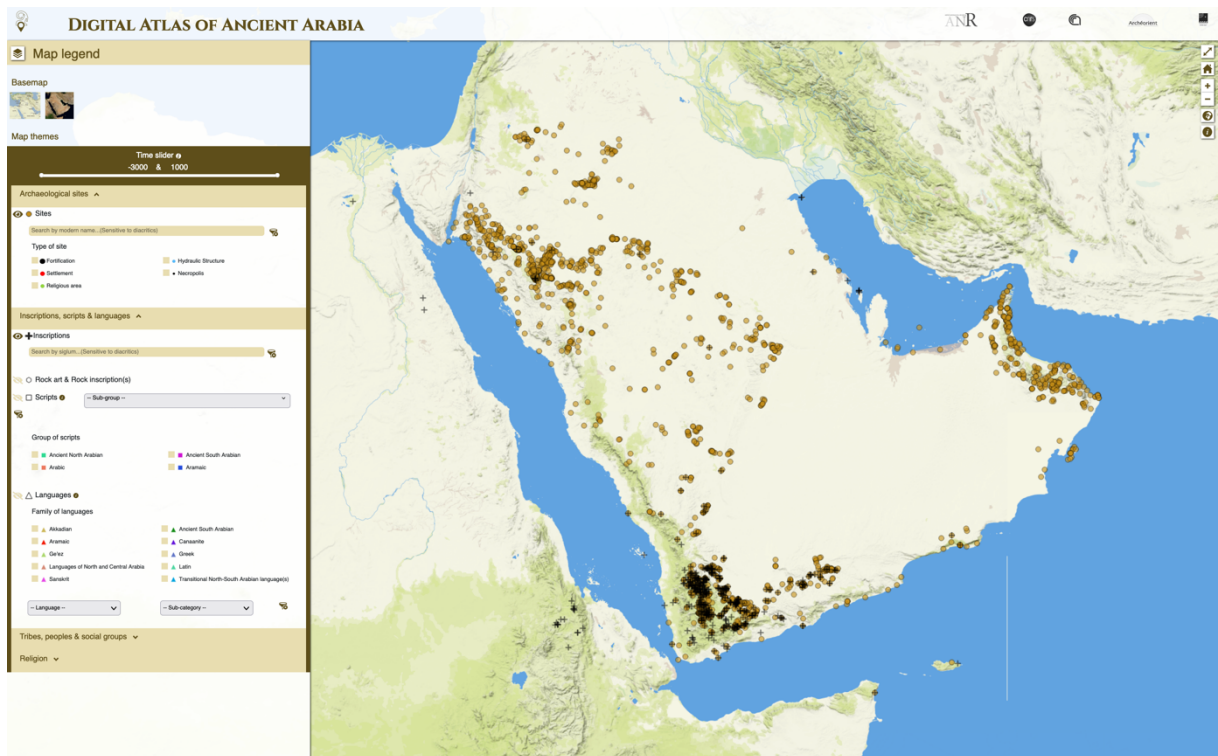 DIGITAL ATLAS OF ANCIENT ARABIA
ANR
cnrs
ArchAorient
Map legend
Basemap
Map themes
Time slider
-3000 & 1000
Archaeological sites
Sites
Search by modern name...(Sensitive to diacritics)
Type of site
Fortification
Hydraulic Structure
Settlement
Necropolis
Religious area
Inscriptions, scripts & languages
Inscriptions
Search by siglum...(Sensitive to diacritics)
Rock art & Rock inscription(s)
Scripts
-- Sub-group --
Group of scripts
Ancient North Arabian
Ancient South Arabian
Arabic
Aramaic
Languages
Family of languages
Akkadian
Ancient South Arabian
Aramaic
Canaanite
Ge'ez
Greek
Languages of North and Central Arabia
Latin
Sanskrit
Transitional North-South Arabian language(s)
-- Language --
-- Sub-category --
Tribes, peoples & social groups
Religion